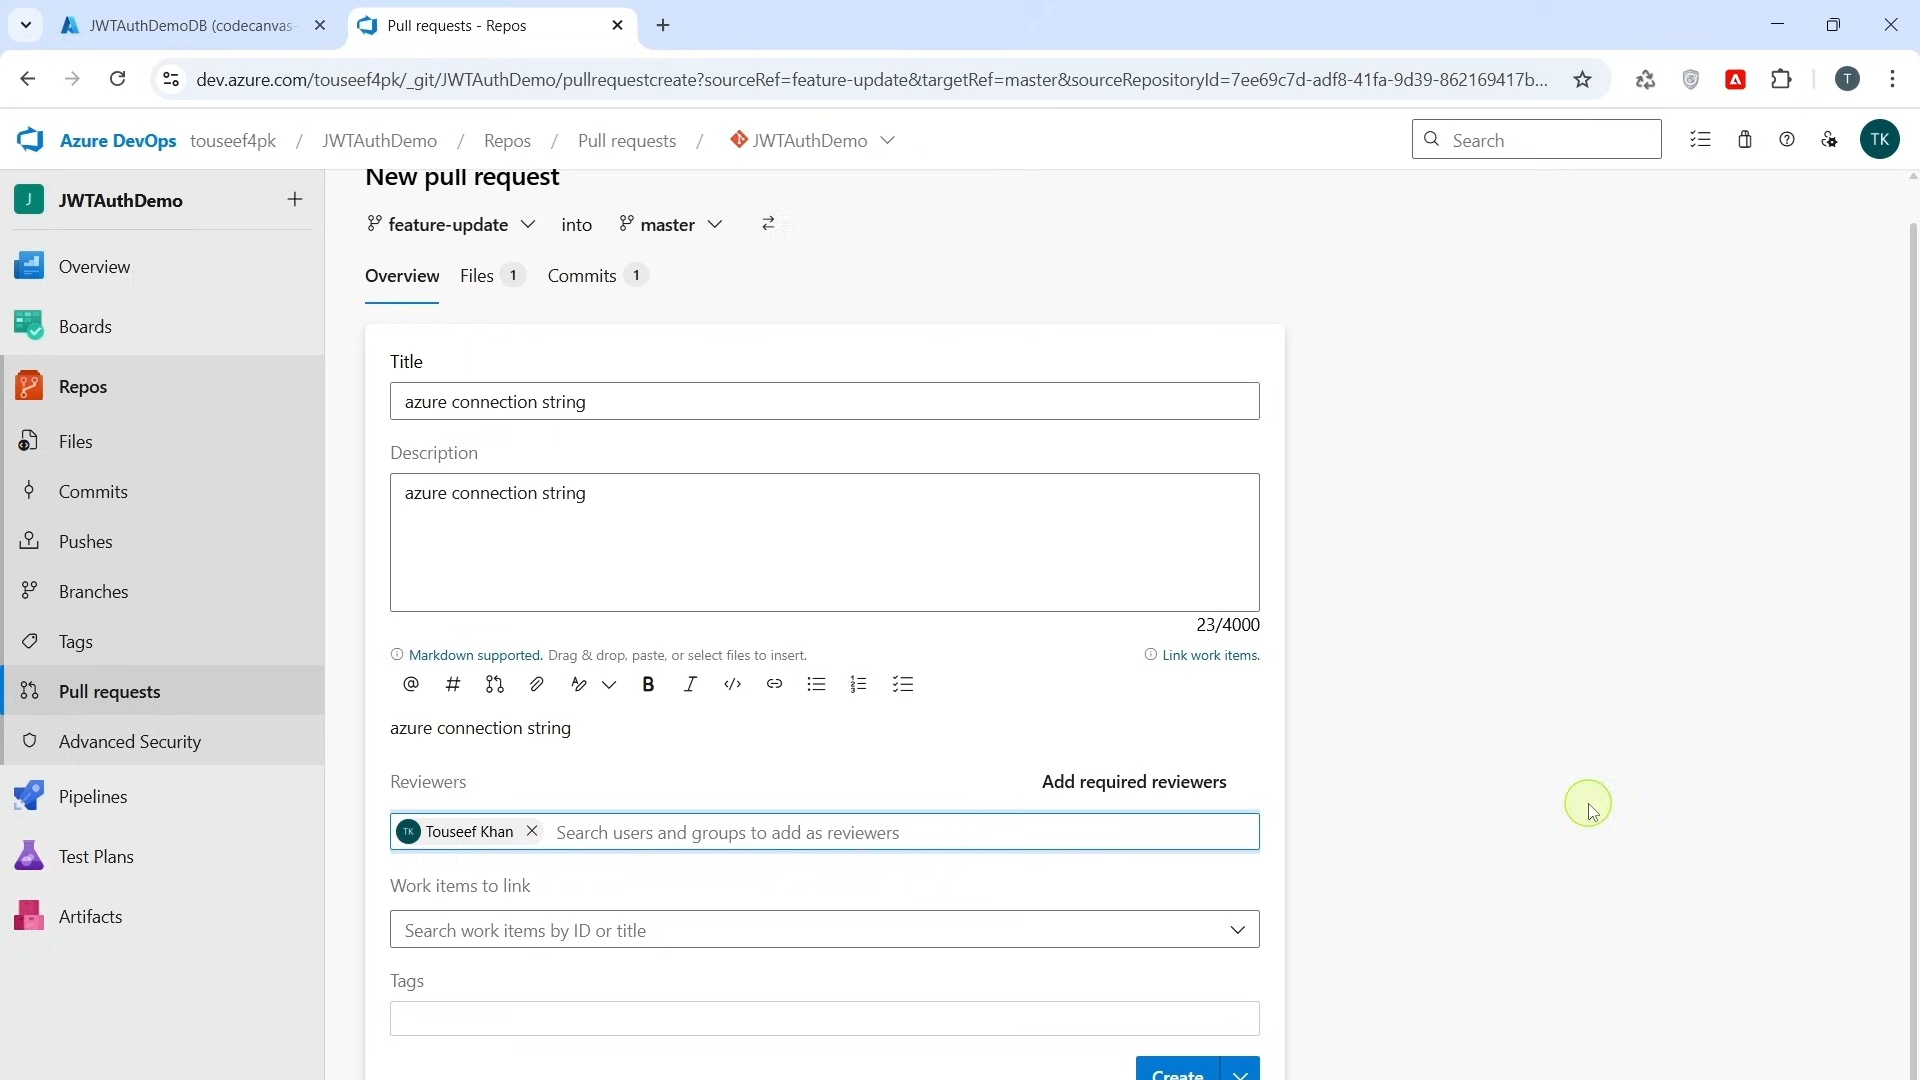 JWTAuthDemoDB (codecanvas-
Pull requests - Repos
dev.azure.com/touseef4pk/_git/JWTAuthDemo/pullrequestcreate?sourceRef=feature-update&targetRef=master&sourceRepositoryId=7ee69c7d-adf8-41fa-9d39-862169417b...
T
Azure DevOps touseef4pk / JWTAuthDemo / Repos / Pull requests / JWTAuthDemo
Search
TK
J JWTAuthDemo
Overview
Boards
Repos
Files
Commits
Pushes
Branches
Tags
Pull requests
Advanced Security
Pipelines
Test Plans
Artifacts
New pull request
feature-update into master
Overview Files 1 Commits 1
Title
azure connection string
Description
azure connection string
23/4000
Markdown supported. Drag & drop, paste, or select files to insert.
Link work items.
azure connection string
Reviewers
Add required reviewers
TK Touseef Khan Search users and groups to add as reviewers
Work items to link
Search work items by ID or title
Tags
Create